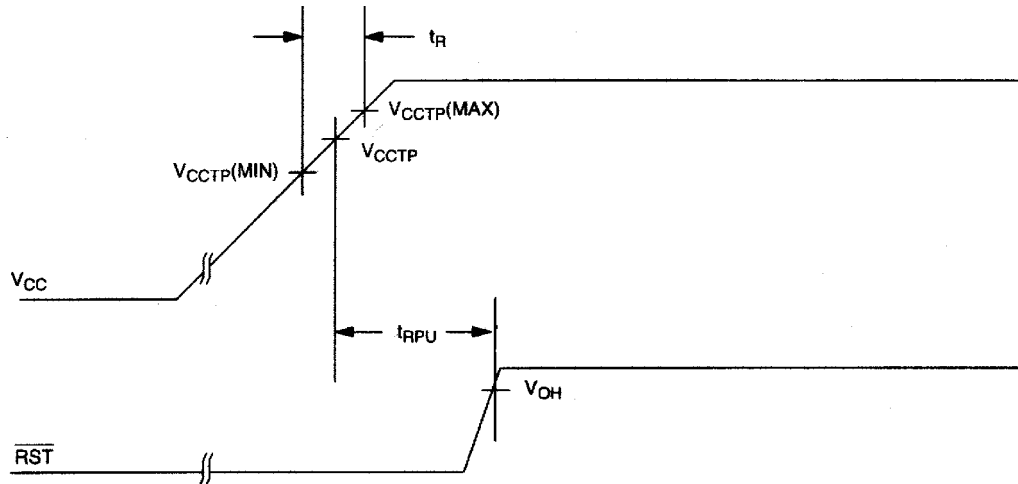 tR
VCCTP(MAX)
VCCTP
VCCTP(MIN)
VCC
tRPU
VOH
RST